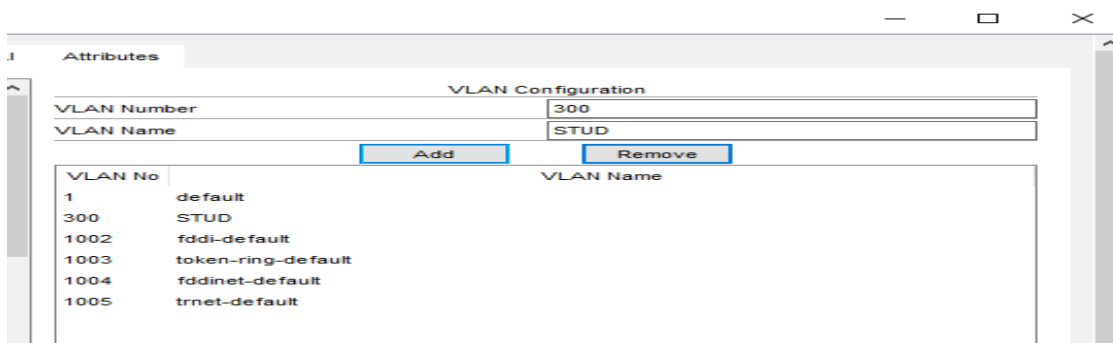 Attributes
VLAN Configuration
VLAN Number 300
VLAN Name STUD
Add Remove
VLAN No VLAN Name
1 default
300 STUD
1002 fddi-default
1003 token-ring-default
1004 fddinet-default
1005 trnet-default